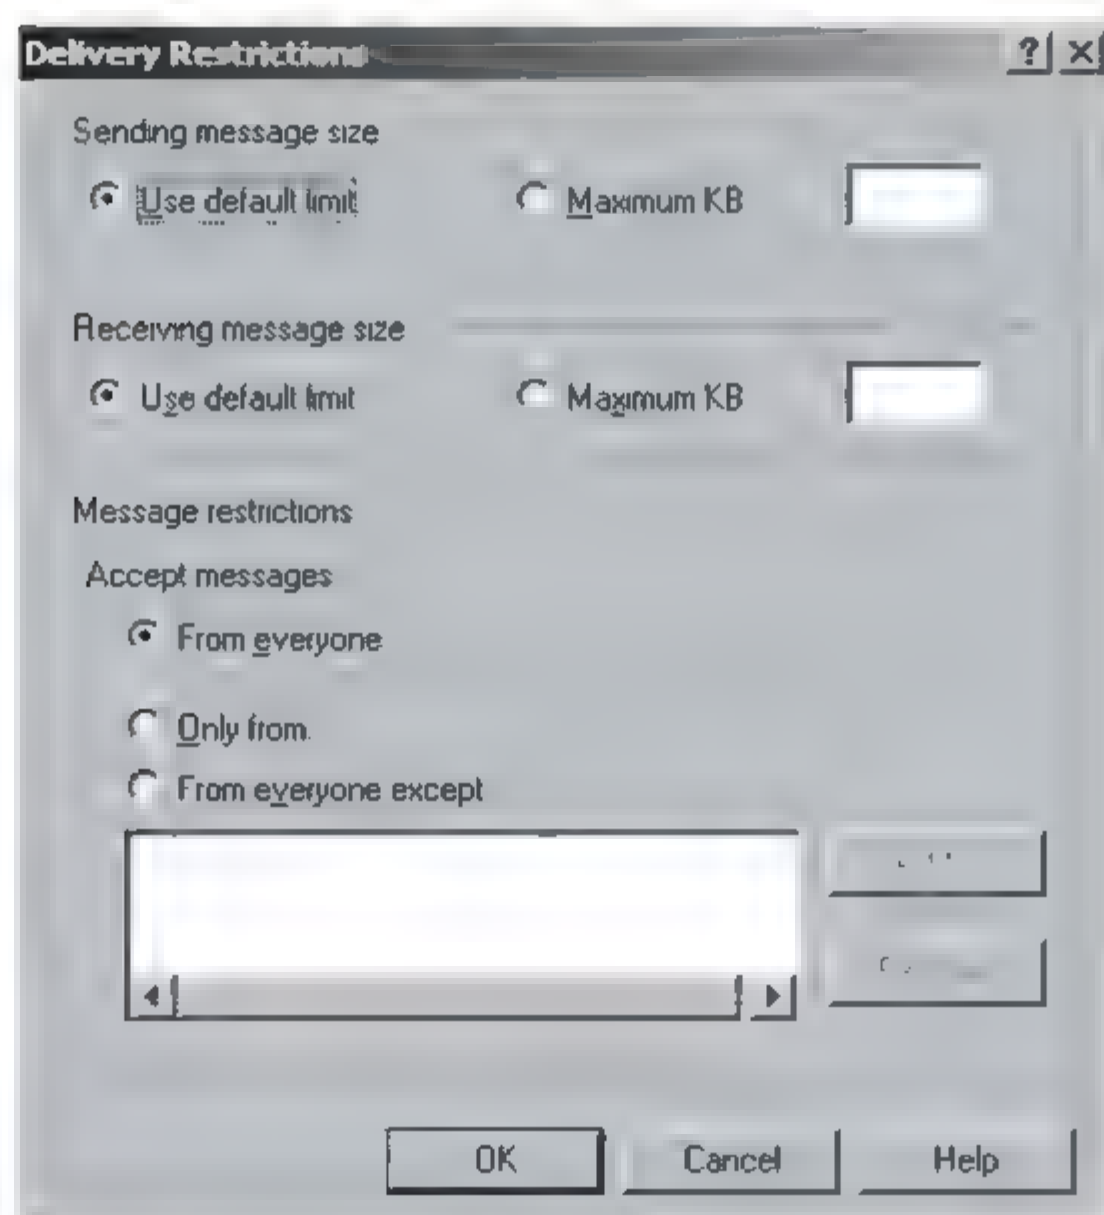 Delivery Restrictions ? ×
Sending message size
Use default limit Maximum KB
Receiving message size
Use default limit Maximum KB
Message restrictions
Accept messages
From everyone
Only from
From everyone except
OK Cancel Help